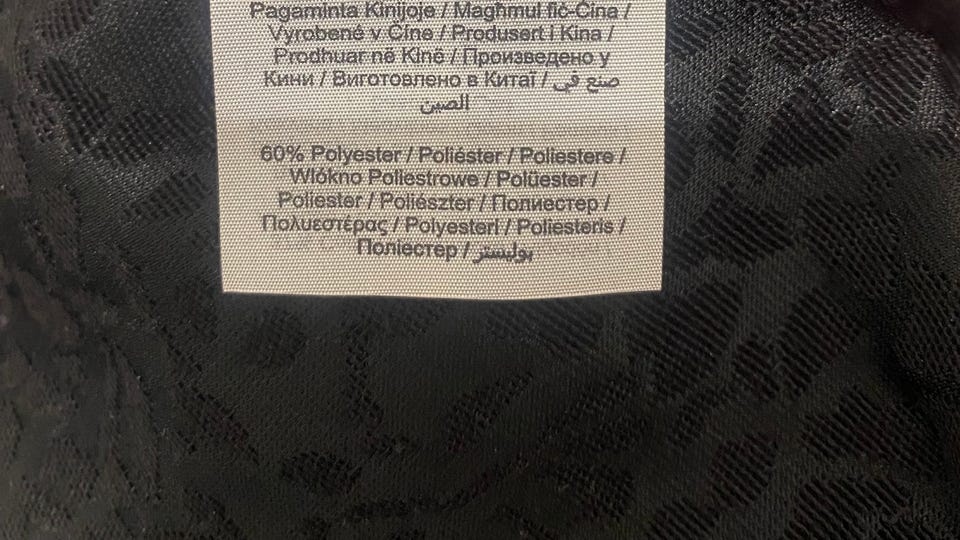 Pagaminta Kinijoje / Magħmul fiċ-Ċina /
Vyrobené v Číne / Produsert i Kina /
Prodhuar në Kinë / Произведено у
Кини / Виготовлено в Китаї / صنع في
الصين
60% Polyester / Poliéster / Poliestere /
Włókno Poliestrowe / Polüester /
Poliester / Poliészter / Полиестер /
Πολυεστέρας / Polyesteri / Poliesteris /
Поліестер / بوليستر